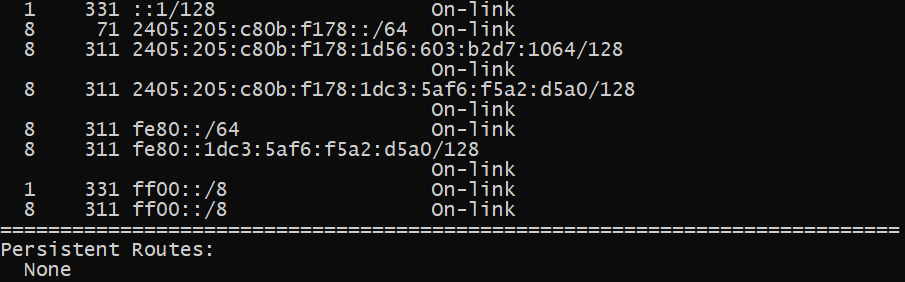 1    331 ::1/128                  On-link
8     71 2405:205:c80b:f178::/64  On-link
8    311 2405:205:c80b:f178:1d56:603:b2d7:1064/128
On-link
8    311 2405:205:c80b:f178:1dc3:5af6:f5a2:d5a0/128
On-link
8    311 fe80::/64                On-link
8    311 fe80::1dc3:5af6:f5a2:d5a0/128
On-link
1    331 ff00::/8                 On-link
8    311 ff00::/8                 On-link
===========================================================================
Persistent Routes:
None